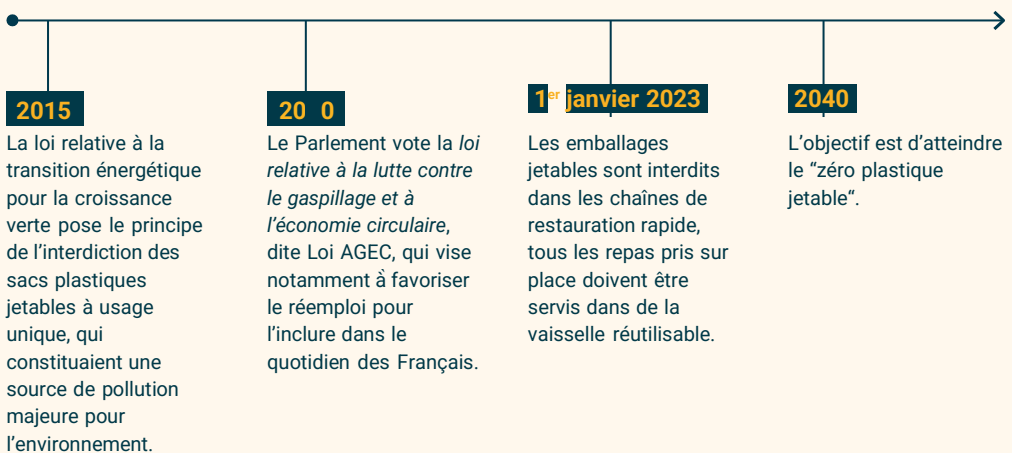 2015
La loi relative à la
transition énergétique
pour la croissance
verte pose le principe
de l'interdiction des
sacs plastiques
jetables à usage
unique, qui
constituaient une
source de pollution
majeure pour
l'environnement.
20 0
Le Parlement vote la loi
relative à la lutte contre
le gaspillage et à
l'économie circulaire,
dite Loi AGEC, qui vise
notamment à favoriser
le réemploi pour
l'inclure dans le
quotidien des Français.
1er janvier 2023
Les emballages
jetables sont interdits
dans les chaînes de
restauration rapide,
tous les repas pris sur
place doivent être
servis dans de la
vaisselle réutilisable.
2040
L'objectif est d'atteindre
le “zéro plastique
jetable“.